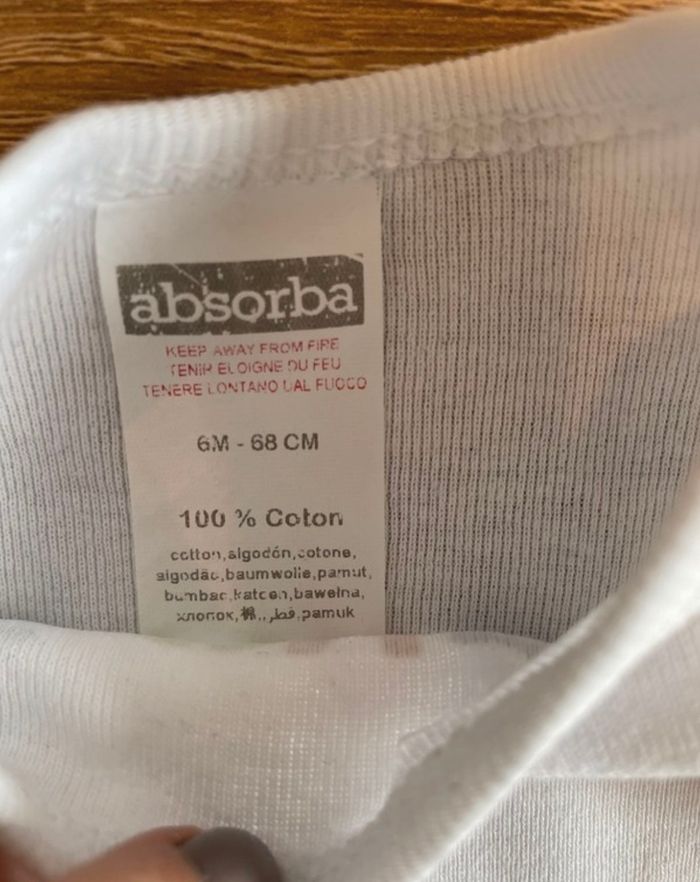 absorba
KEEP AWAY FROM FIRE
TENIR ELOIGNE DU FEU
TENERE LONTANO DAL FUOCO
6M - 68 CM
100 % Coton
cotton,algodón,cotone,
algodão,baumwolle,pamut,
bumbac,katoen,bawełna,
хлопок,棉,قطن,pamuk